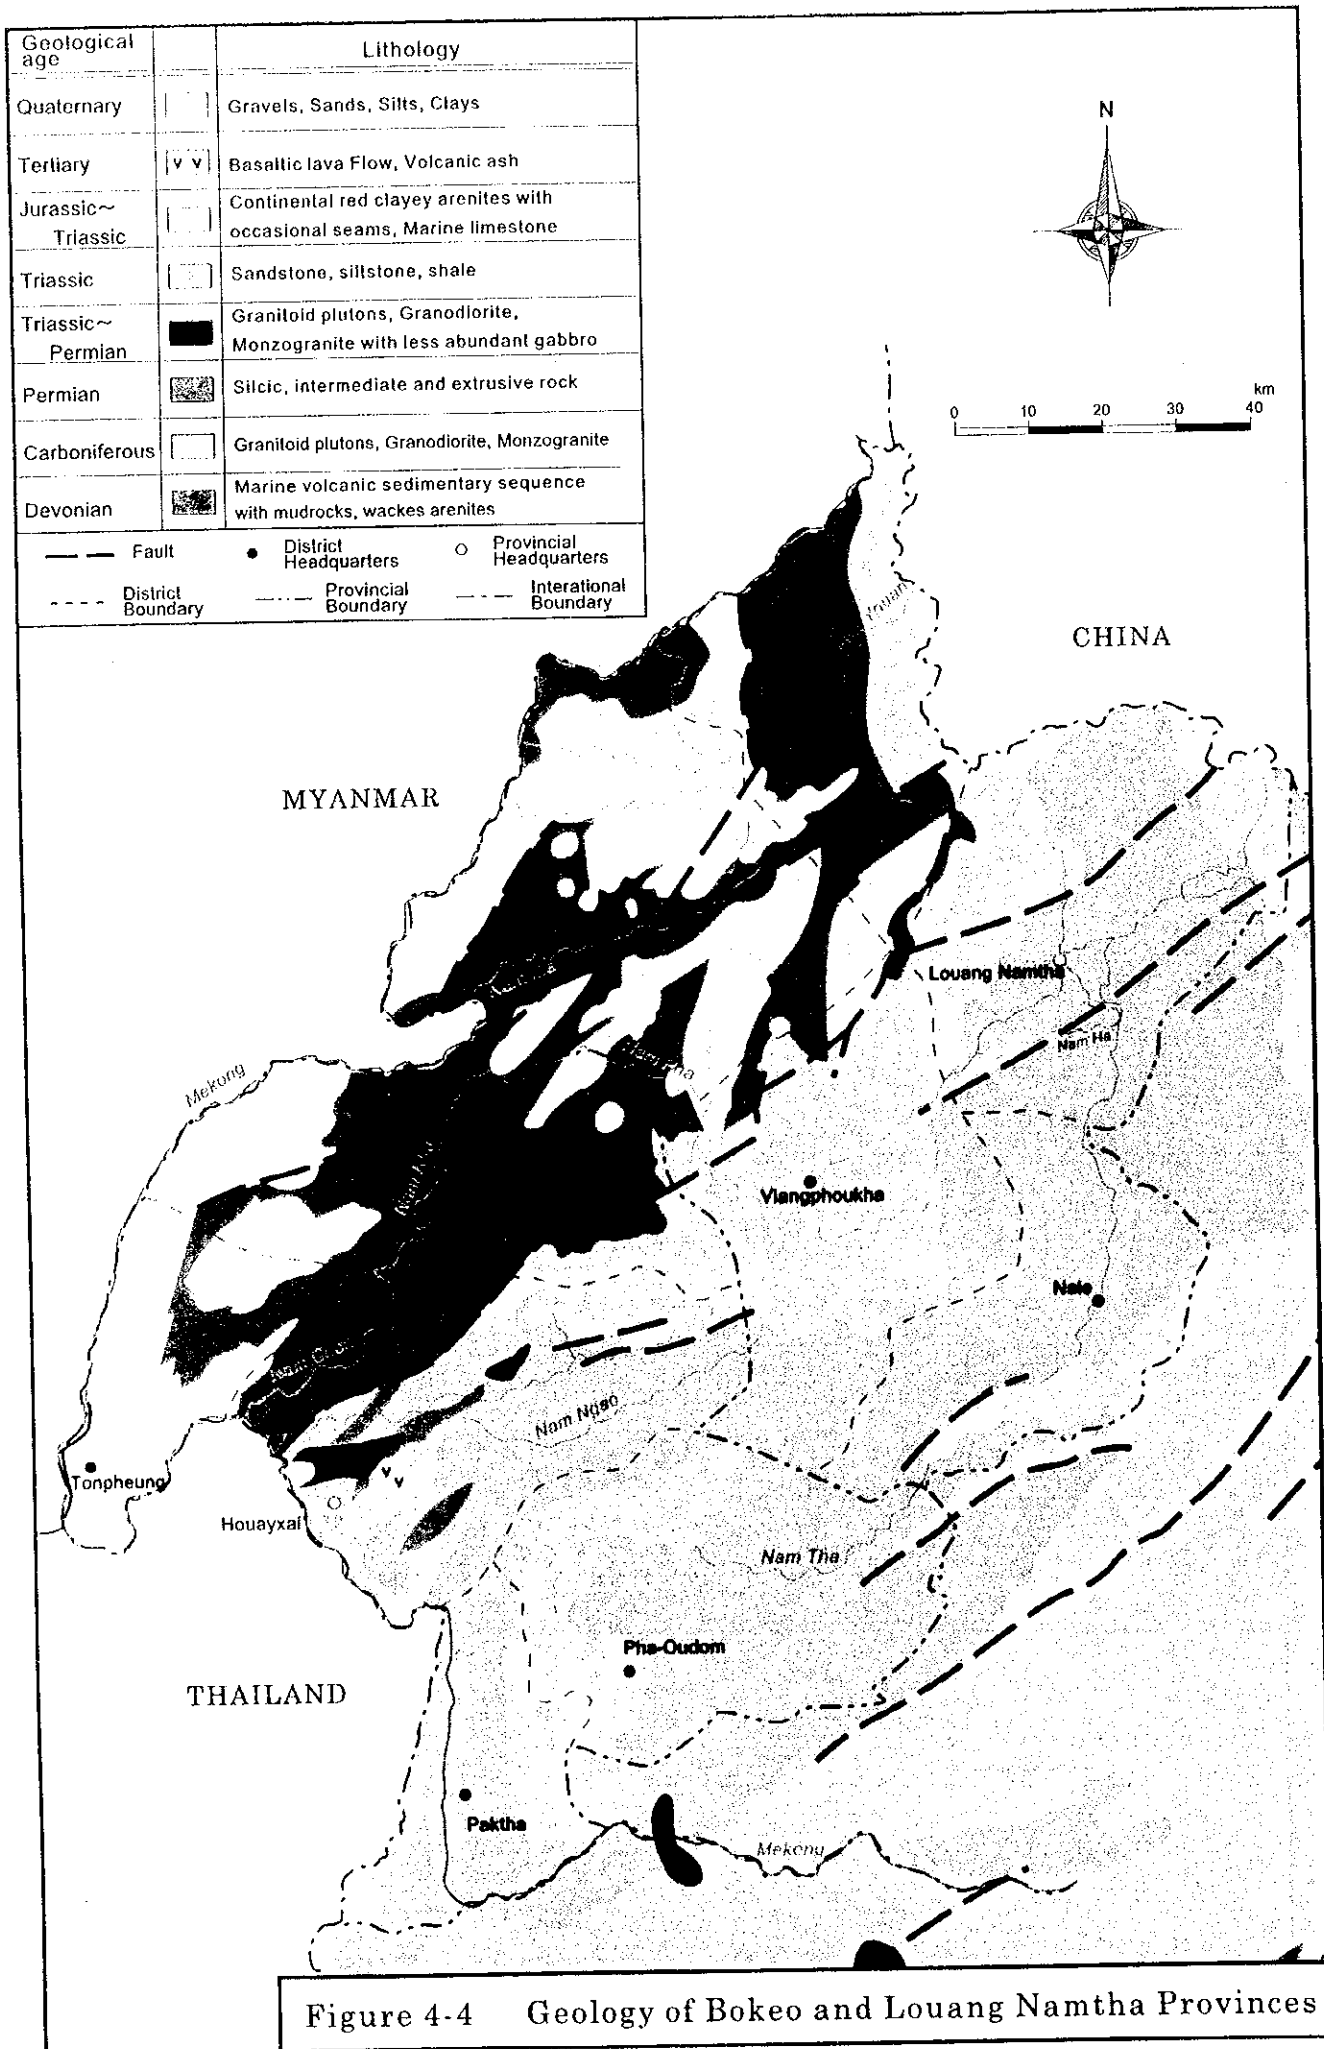 Geological
age
Lithology
Quaternary
Gravels, Sands, Silts, Clays
Tertiary
v v
Basaltic lava Flow, Volcanic ash
Jurassic~
Triassic
Continental red clayey arenites with
occasional seams, Marine limestone
Triassic
Sandstone, siltstone, shale
Triassic~
Permian
Granitoid plutons, Granodiorite,
Monzogranite with less abundant gabbro
Permian
Silcic, intermediate and extrusive rock
Carboniferous
Granitoid plutons, Granodiorite, Monzogranite
Devonian
Marine volcanic sedimentary sequence
with mudrocks, wackes arenites
Fault
District
Headquarters
Provincial
Headquarters
District
Boundary
Provincial
Boundary
Interational
Boundary
N
km
0 10 20 30 40
CHINA
MYANMAR
Louang Namtha
Nam Ha
Mekong
Viangphoukha
Nale
Nam Ngao
Tonpheung
v
v
Houayxai
Nam Tha
Pha-Oudom
THAILAND
Paktha
Mekong
Figure 4-4 Geology of Bokeo and Louang Namtha Provinces